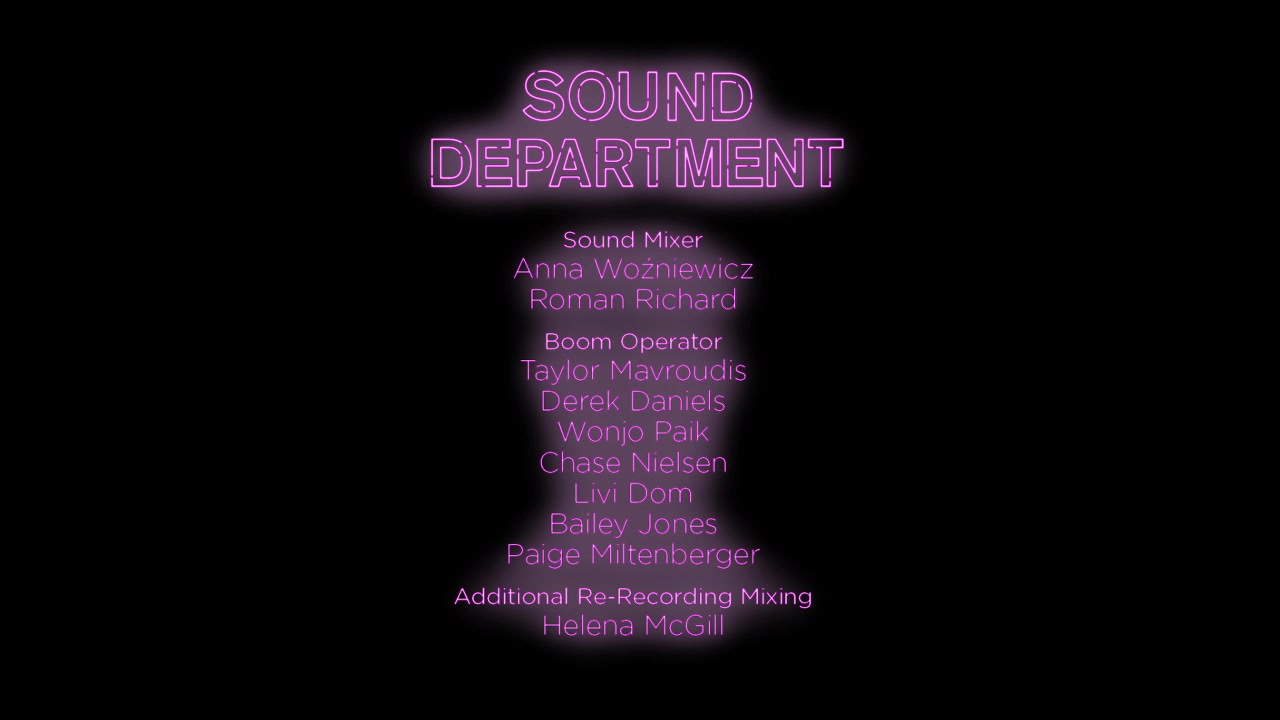 SOUND
DEPARTMENT
Sound Mixer
Anna Woźniewicz
Roman Richard
Boom Operator
Taylor Mavroudis
Derek Daniels
Wonjo Paik
Chase Nielsen
Livi Dom
Bailey Jones
Paige Miltenberger
Additional Re-Recording Mixing
Helena McGill